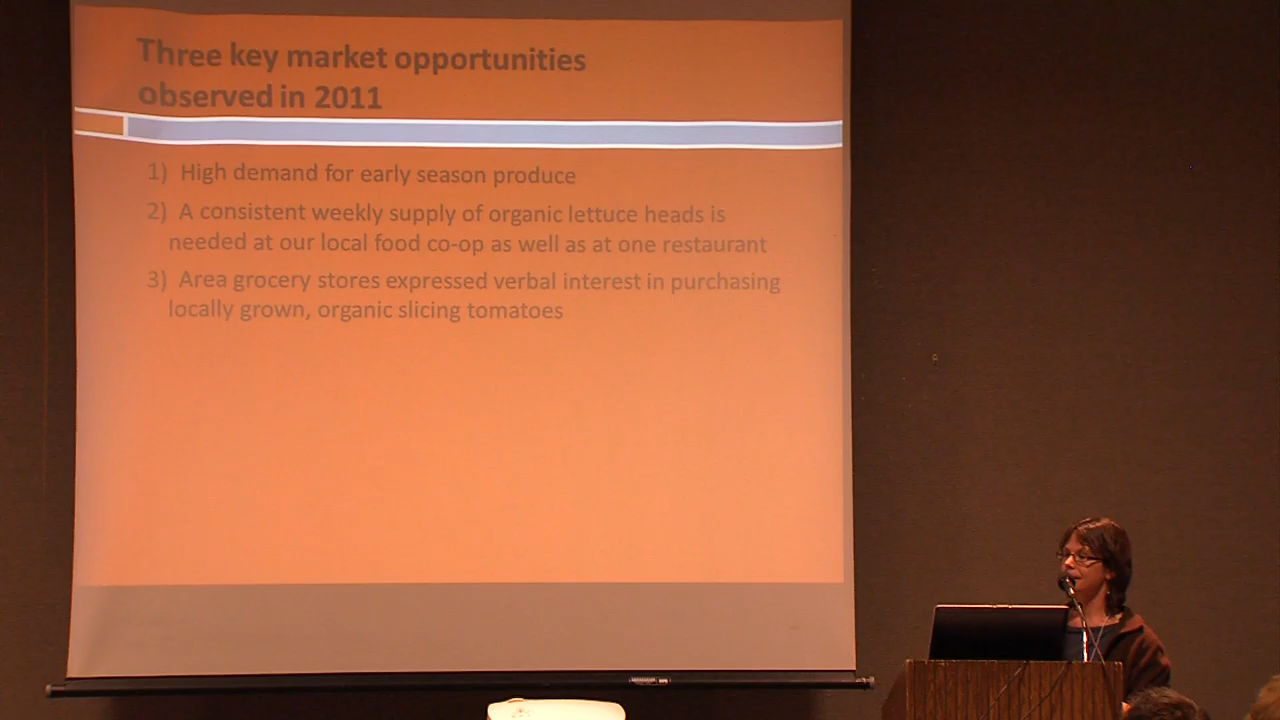 Three key market opportunities
observed in 2011
1) High demand for early season produce
2) A consistent weekly supply of organic lettuce heads is
needed at our local food co-op as well as at one restaurant
3) Area grocery stores expressed verbal interest in purchasing
locally grown, organic slicing tomatoes